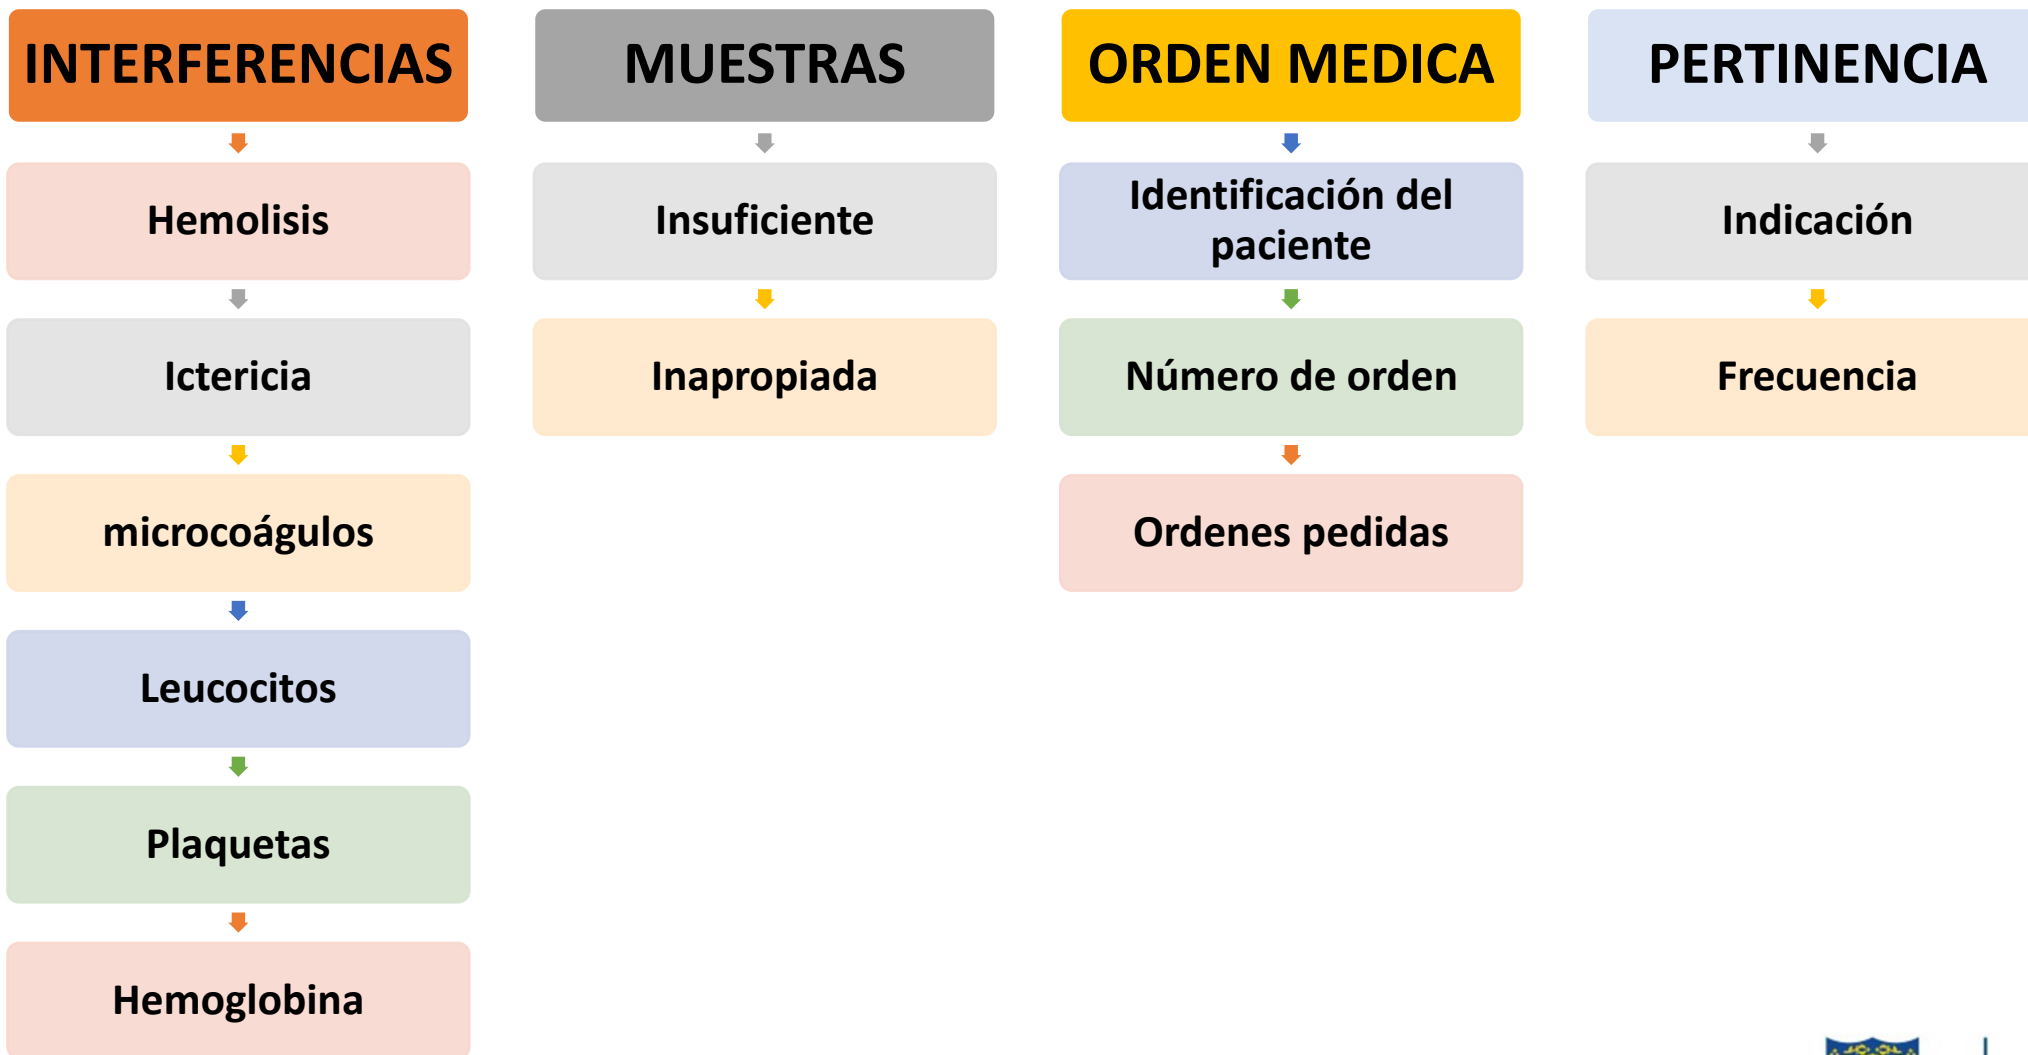 INTERFERENCIAS
Hemolisis
Ictericia
microcoágulos
Leucocitos
Plaquetas
Hemoglobina
MUESTRAS
Insuficiente
Inapropiada
ORDEN MEDICA
Identificación del
paciente
Número de orden
Ordenes pedidas
PERTINENCIA
Indicación
Frecuencia